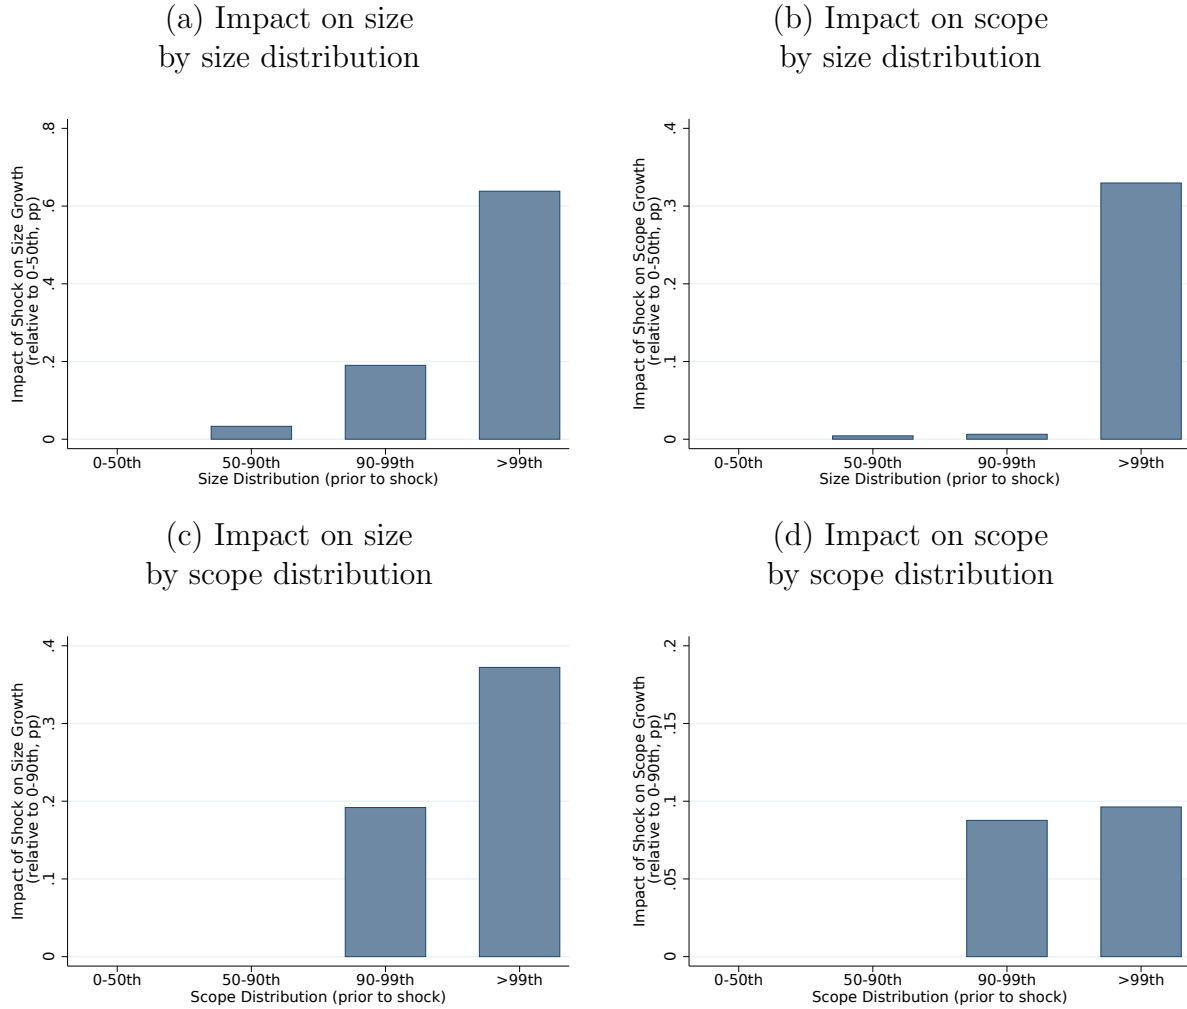 (a) Impact on size
by size distribution
Impact of Shock on Size Growth
(relative to 0-50th, pp)
.8
.6
.4
.2
0
0-50th 50-90th 90-99th >99th
Size Distribution (prior to shock)
(b) Impact on scope
by size distribution
Impact of Shock on Scope Growth
(relative to 0-50th, pp)
.4
.3
.2
.1
0
0-50th 50-90th 90-99th >99th
Size Distribution (prior to shock)
(c) Impact on size
by scope distribution
Impact of Shock on Size Growth
(relative to 0-90th, pp)
.4
.3
.2
.1
0
0-50th 50-90th 90-99th >99th
Scope Distribution (prior to shock)
(d) Impact on scope
by scope distribution
Impact of Shock on Scope Growth
(relative to 0-90th, pp)
.2
.15
.1
.05
0
0-50th 50-90th 90-99th >99th
Scope Distribution (prior to shock)